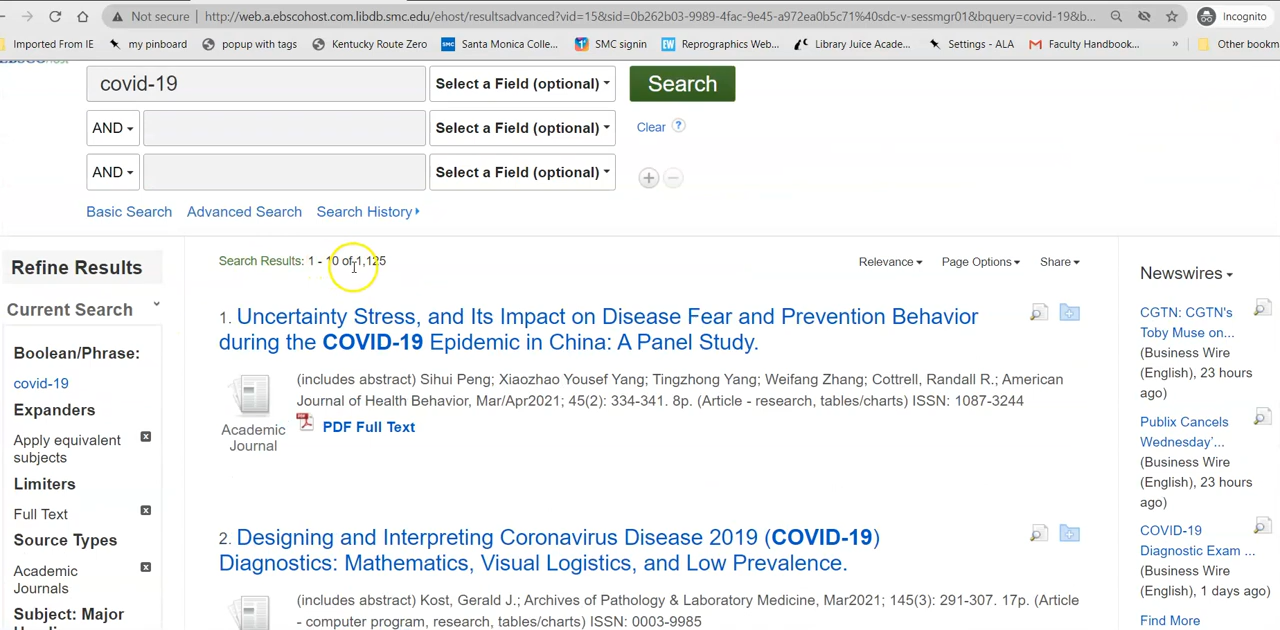 Not secure | http://web.a.ebscohost.com.libdb.smc.edu/ehost/resultsadvanced?vid=15&sid=0b262b03-9989-4fac-9e45-a972ea0b5c71%40sdc-v-sessmgr01&bquery=covid-19&b... Incognito
Imported From IE my pinboard popup with tags Kentucky Route Zero SMC Santa Monica Colle... SMC signin EW Reprographics Web... Library Juice Acade... Settings - ALA Faculty Handbook... » Other bookm
covid-19 Select a Field (optional) Search
AND Select a Field (optional) Clear ?
AND Select a Field (optional)
Basic Search Advanced Search Search History
Refine Results
Current Search
Boolean/Phrase:
covid-19
Expanders
Apply equivalent
subjects
Limiters
Full Text
Source Types
Academic
Journals
Subject: Major
Search Results: 1 - 10 of 1,125 Relevance Page Options Share
1. Uncertainty Stress, and Its Impact on Disease Fear and Prevention Behavior
during the COVID-19 Epidemic in China: A Panel Study.
(includes abstract) Sihui Peng; Xiaozhao Yousef Yang; Tingzhong Yang; Weifang Zhang; Cottrell, Randall R.; American
Journal of Health Behavior, Mar/Apr2021; 45(2): 334-341. 8p. (Article - research, tables/charts) ISSN: 1087-3244
Academic
Journal
PDF Full Text
2. Designing and Interpreting Coronavirus Disease 2019 (COVID-19)
Diagnostics: Mathematics, Visual Logistics, and Low Prevalence.
(includes abstract) Kost, Gerald J.; Archives of Pathology & Laboratory Medicine, Mar2021; 145(3): 291-307. 17p. (Article
- computer program, research, tables/charts) ISSN: 0003-9985
Newswires
CGTN: CGTN's
Toby Muse on...
(Business Wire
(English), 23 hours
ago)
Publix Cancels
Wednesday'...
(Business Wire
(English), 23 hours
ago)
COVID-19
Diagnostic Exam ...
(Business Wire
(English), 1 days ago)
Find More